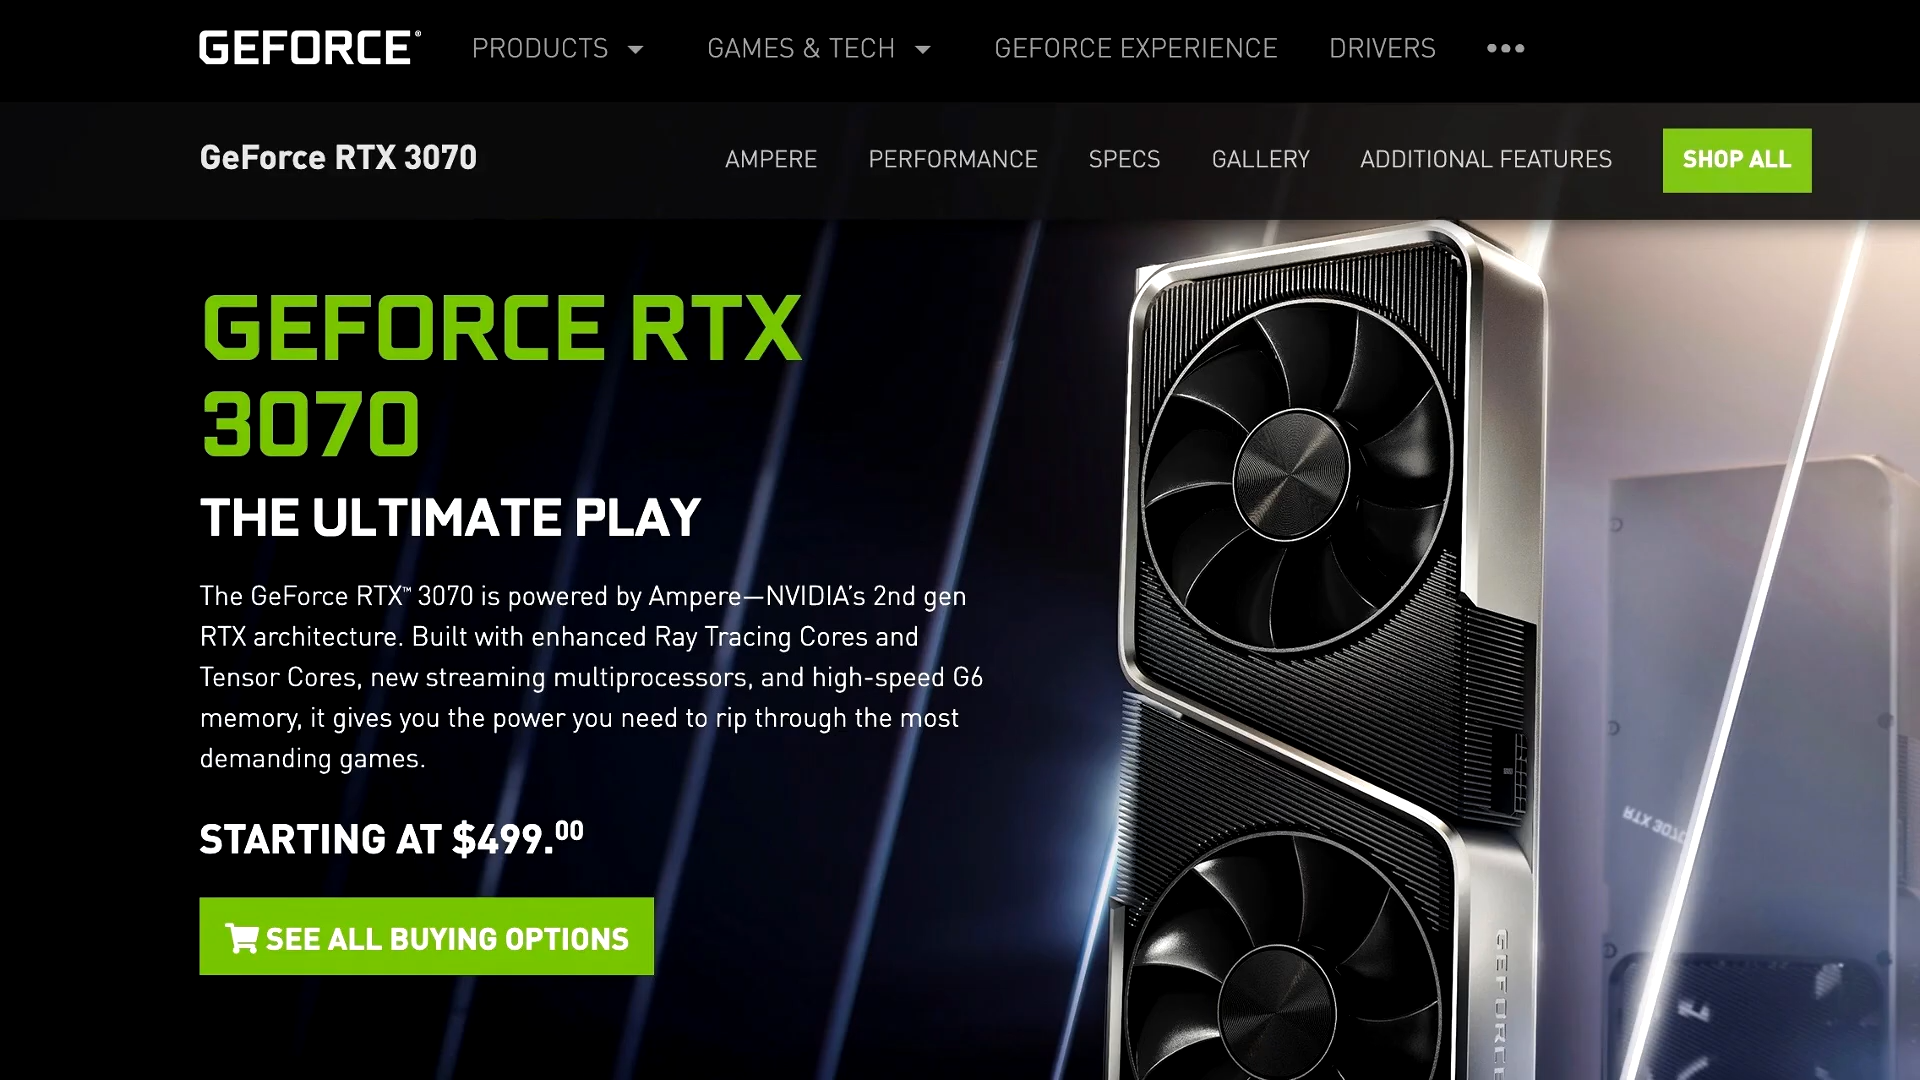 GEFORCE®
PRODUCTS
GAMES & TECH
GEFORCE EXPERIENCE
DRIVERS
GeForce RTX 3070
AMPERE
PERFORMANCE
SPECS
GALLERY
ADDITIONAL FEATURES
SHOP ALL
GEFORCE RTX
3070
THE ULTIMATE PLAY
The GeForce RTX™ 3070 is powered by Ampere—NVIDIA’s 2nd gen
RTX architecture. Built with enhanced Ray Tracing Cores and
Tensor Cores, new streaming multiprocessors, and high-speed G6
memory, it gives you the power you need to rip through the most
demanding games.
STARTING AT $499.00
SEE ALL BUYING OPTIONS
RTX 3070
GEFORCE